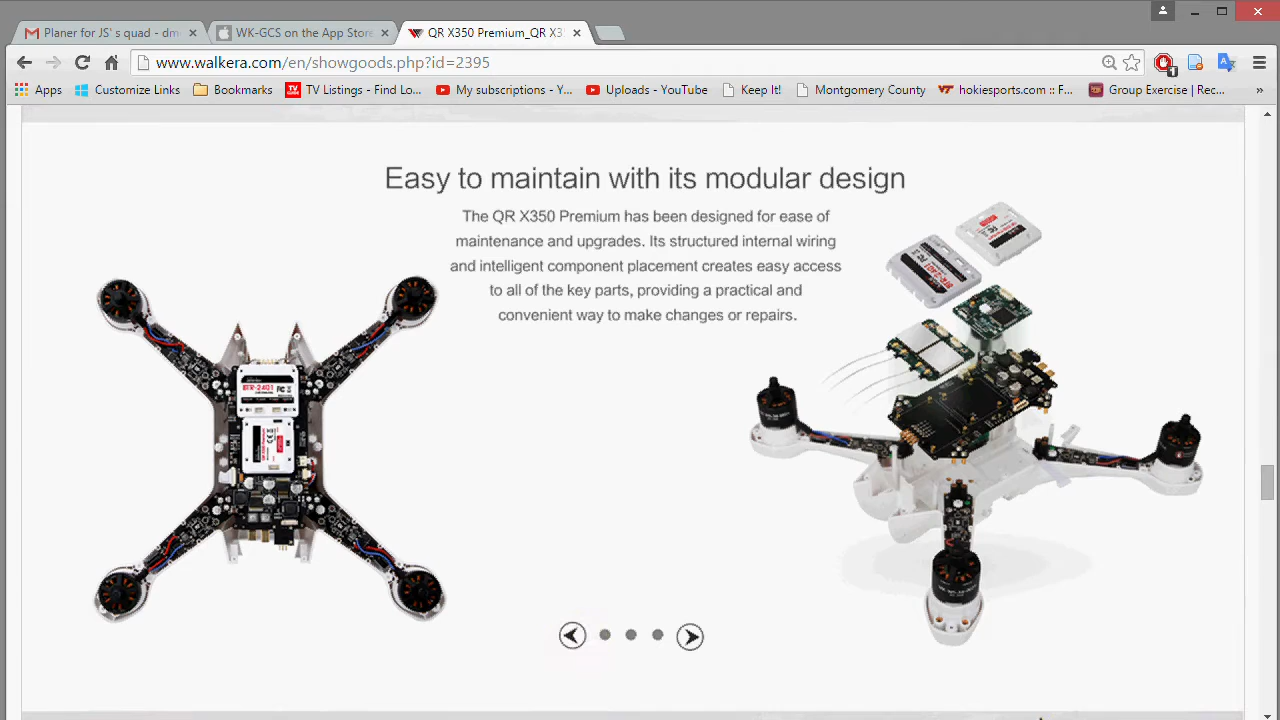 Planer for JS' s quad - dm
WK-GCS on the App Store
QR X350 Premium_QR X3
www.walkera.com/en/showgoods.php?id=2395
1
Apps
Customize Links
Bookmarks
TV Listings - Find Lo...
My subscriptions - Y...
Uploads - YouTube
Keep It!
Montgomery County
hokiesports.com :: F...
Group Exercise | Rec...
»
Easy to maintain with its modular design
The QR X350 Premium has been designed for ease of
maintenance and upgrades. Its structured internal wiring
and intelligent component placement creates easy access
to all of the key parts, providing a practical and
convenient way to make changes or repairs.